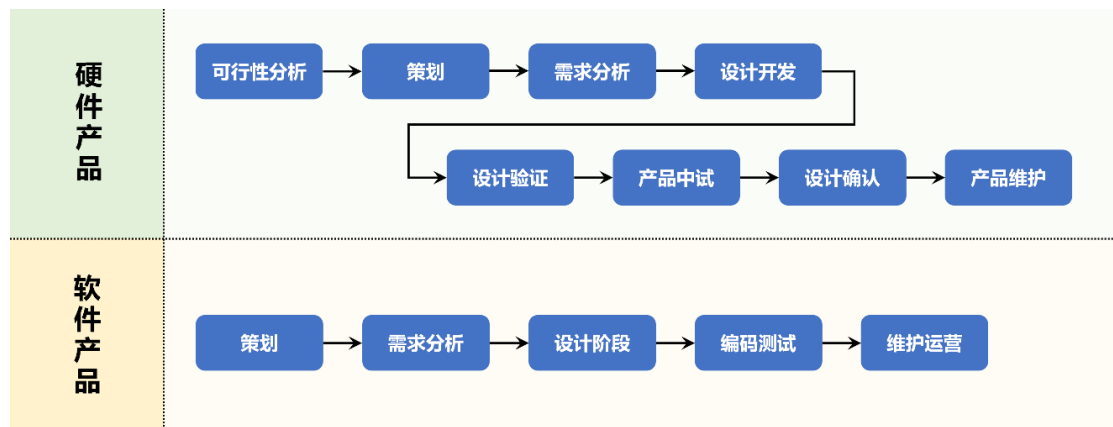 硬件产品
可行性分析
策划
需求分析
设计开发
设计验证
产品中试
设计确认
产品维护
软件产品
策划
需求分析
设计阶段
编码测试
维护运营